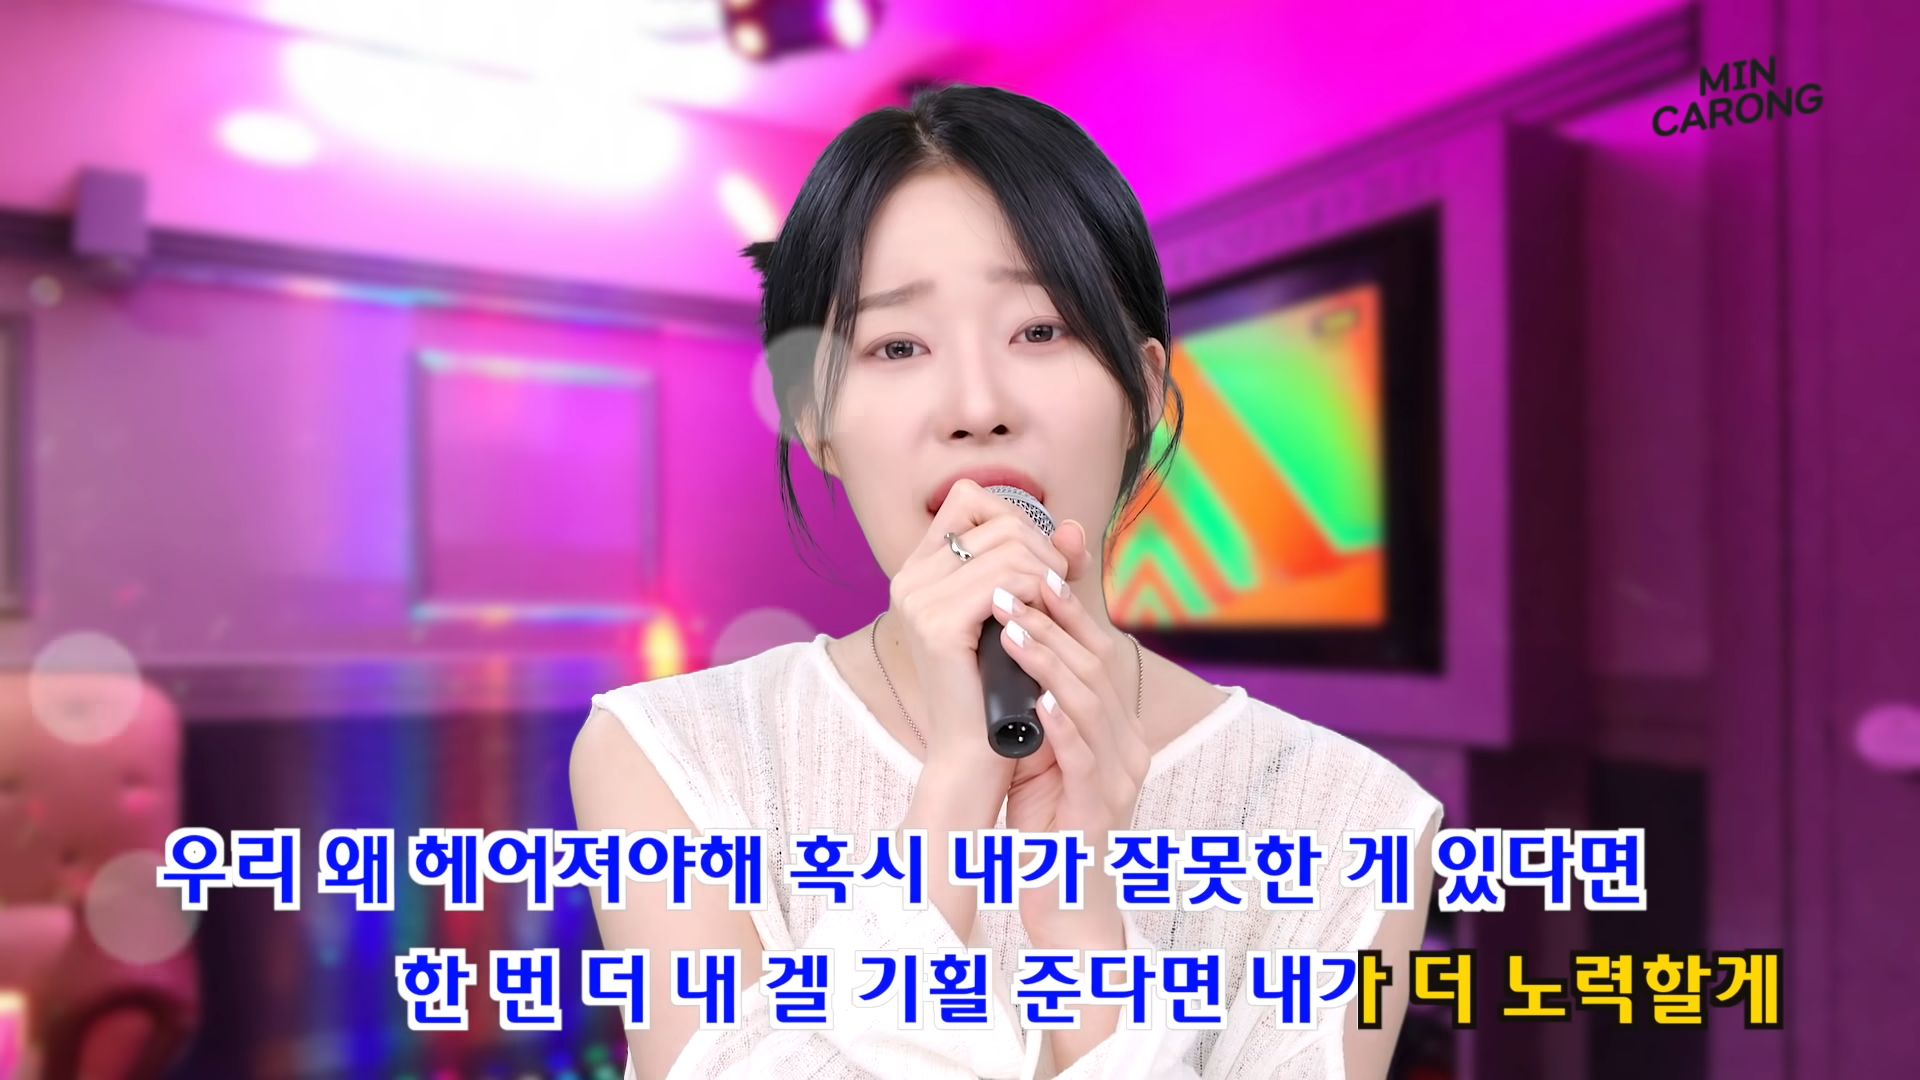 MIN
CARONG
우리 왜 헤어져야해 혹시 내가 잘못한 게 있다면
한 번 더 내 겔 기휠 준다면 내가 더 노력할게